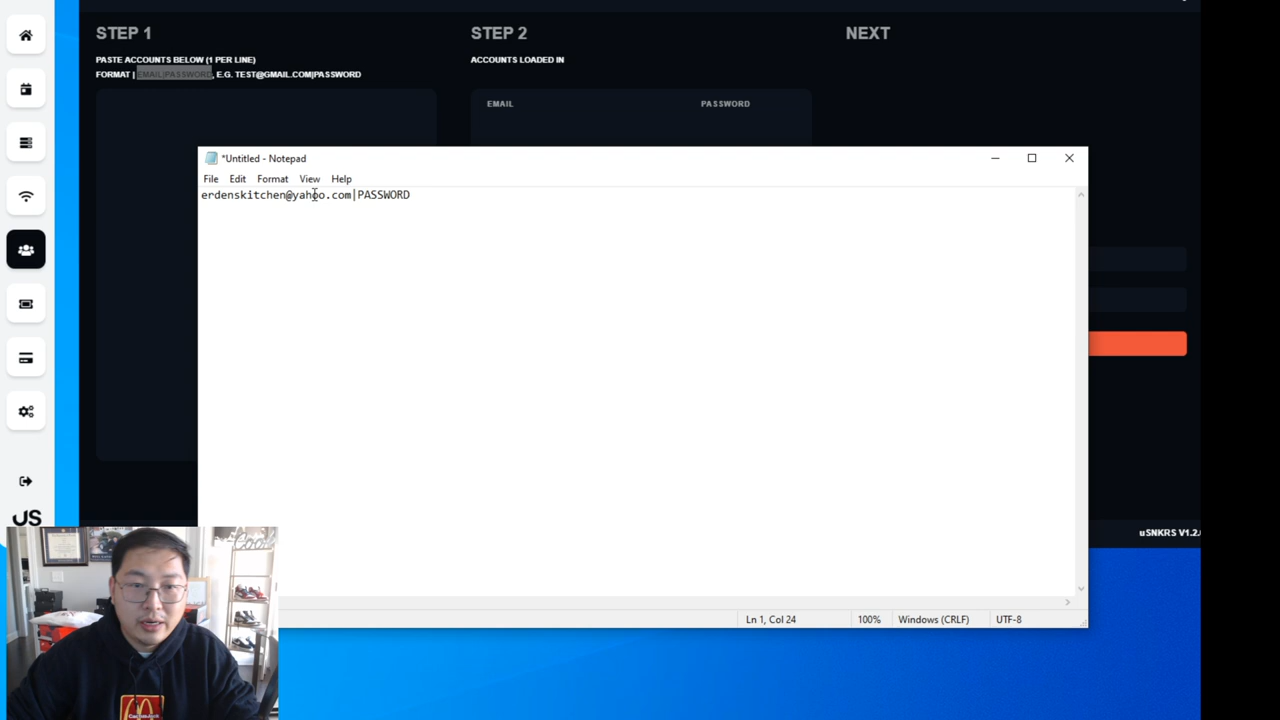 STEP 1
STEP 2
NEXT
PASTE ACCOUNTS BELOW (1 PER LINE)
FORMAT | EMAIL|PASSWORD, E.G. TEST@GMAIL.COM|PASSWORD
ACCOUNTS LOADED IN
EMAIL
PASSWORD
*Untitled - Notepad
File Edit Format View Help
erdenskitchen@yahoo.com|PASSWORD
uSNKRS V1.2.
US
Cool
Ln 1, Col 24
100%
Windows (CRLF)
UTF-8